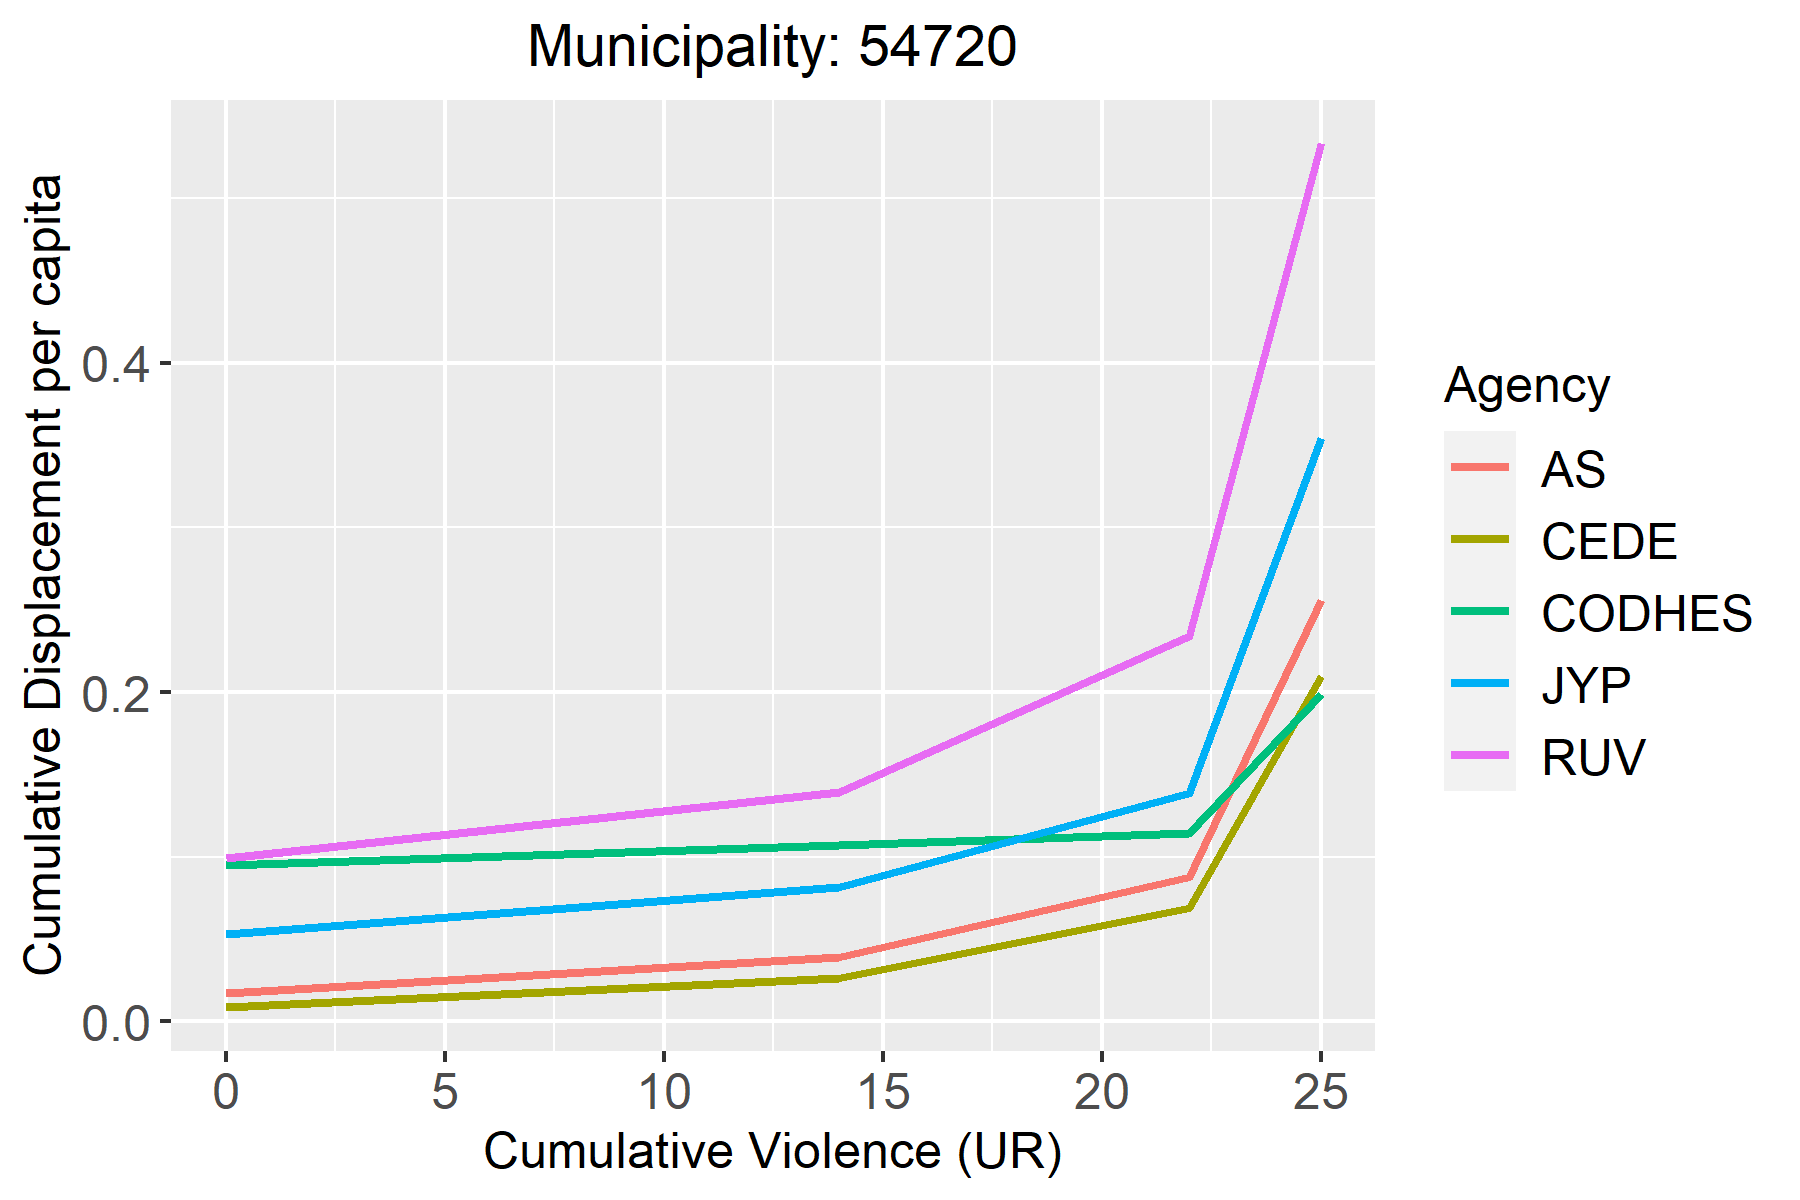 Municipality: 54720
Cumulative Displacement per capita
0.4
0.2
0.0
0 5 10 15 20 25
Cumulative Violence (UR)
Agency
AS
CEDE
CODHES
JYP
RUV